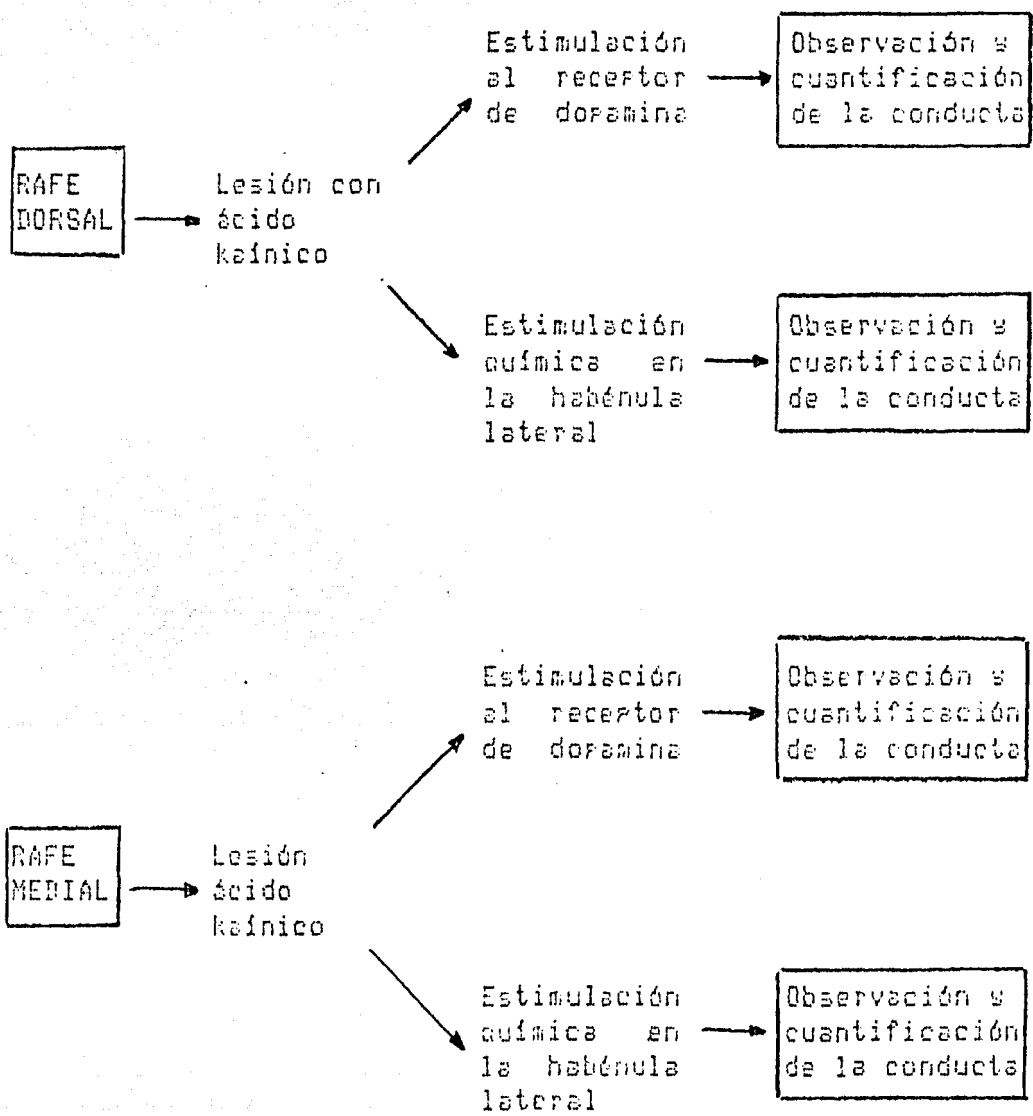 Estimulación
al receptor
de dopamina
Observación y
cuantificación
de la conducta
RAFE
DORSAL
Lesión con
ácido
kaínico
Estimulación
química en
la habénula
lateral
Observación y
cuantificación
de la conducta
Estimulación
al receptor
de dopamina
Observación y
cuantificación
de la conducta
RAFE
MEDIAL
Lesión
ácido
kaínico
Estimulación
química en
la habénula
lateral
Observación y
cuantificación
de la conducta